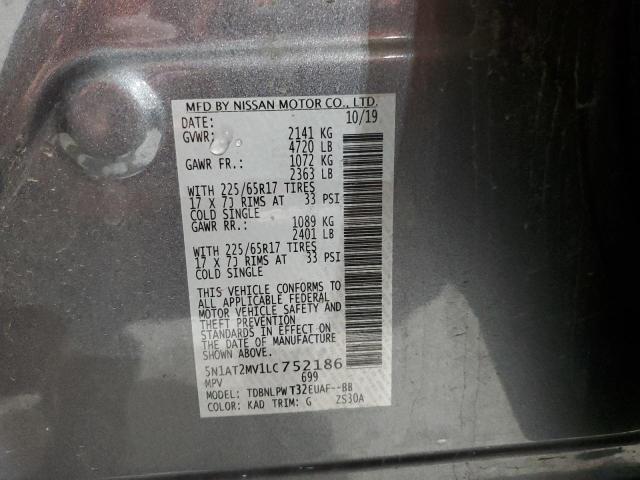 MFD BY NISSAN MOTOR CO., LTD.
DATE: 10/19
GVWR: 2141 KG
4720 LB
GAWR FR.: 1072 KG
2363 LB
WITH 225/65R17 TIRES
17 X 7J RIMS AT 33 PSI
COLD SINGLE
GAWR RR.: 1089 KG
2401 LB
WITH 225/65R17 TIRES
17 X 7J RIMS AT 33 PSI
COLD SINGLE
THIS VEHICLE CONFORMS TO
ALL APPLICABLE FEDERAL
MOTOR VEHICLE SAFETY AND
THEFT PREVENTION
STANDARDS IN EFFECT ON
THE DATE OF MANUFACTURE
SHOWN ABOVE.
5N1AT2MV1LC752186
MPV 699
MODEL: TDBNLPW T32EUAF--BB
COLOR: KAD TRIM: G ZS30A